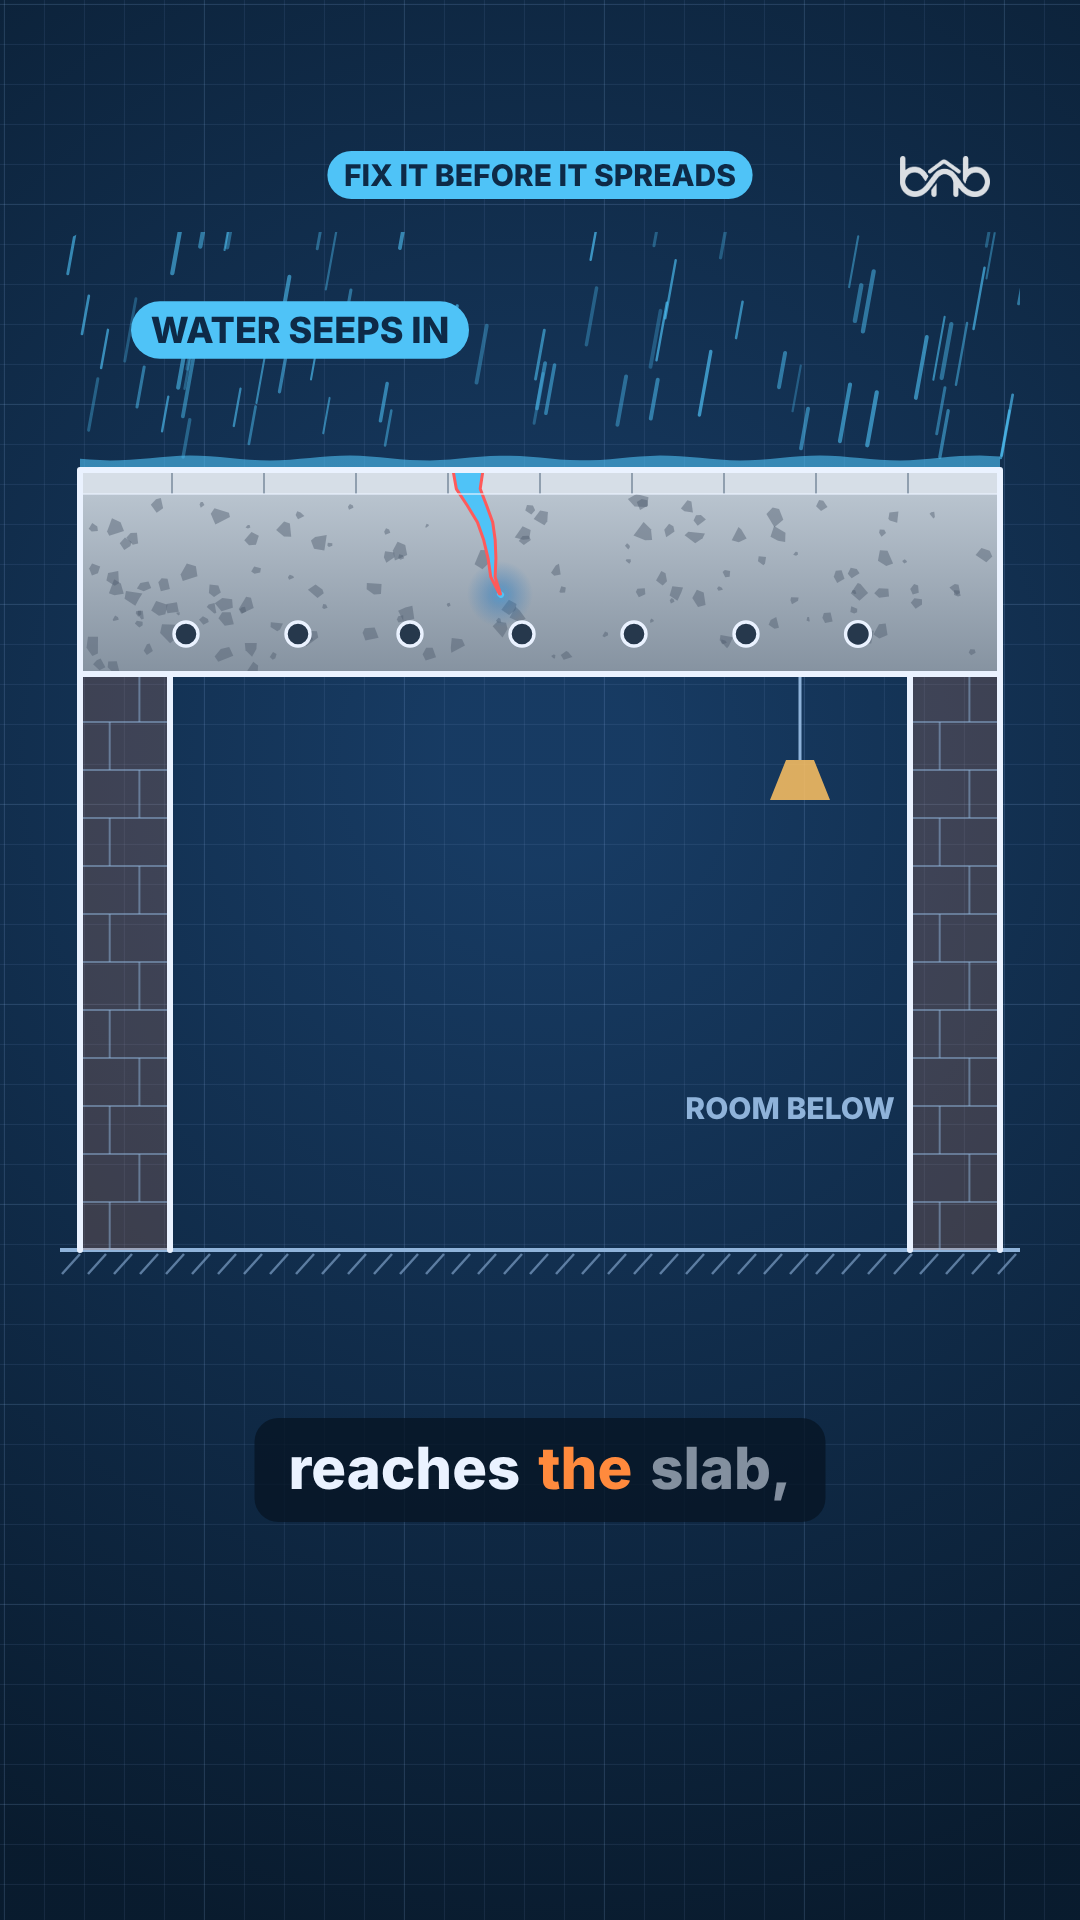 FIX IT BEFORE IT SPREADS
bnb
WATER SEEPS IN
ROOM BELOW
reaches the slab,